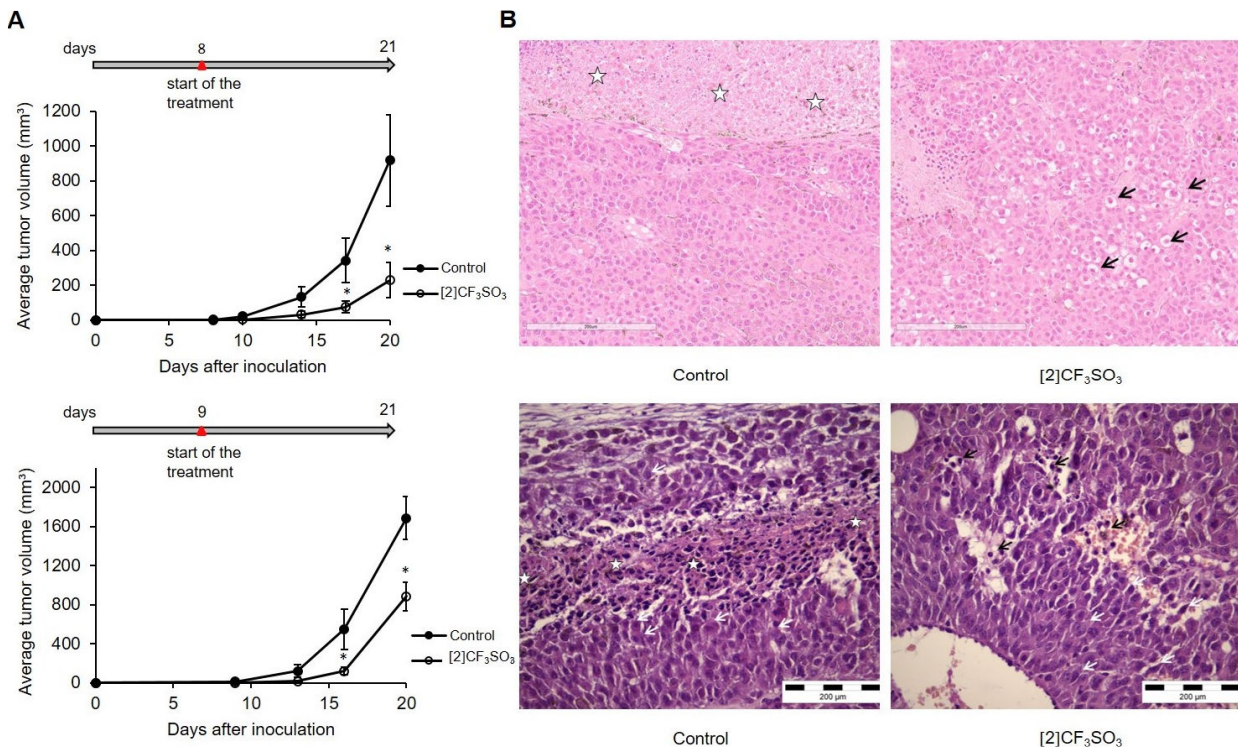 A
days 8 21
start of the
treatment
Average tumor volume (mm³)
1200
1000
800
600
400
200
0
* *
Control
[2]CF₃SO₃
0 5 10 15 20
Days after inoculation
days 9 21
start of the
treatment
Average tumor volume (mm³)
2000
1600
1200
800
400
0
* *
Control
[2]CF₃SO₃
0 5 10 15 20
Days after inoculation
B
Control
[2]CF₃SO₃
200 µm
200 µm
Control
[2]CF₃SO₃